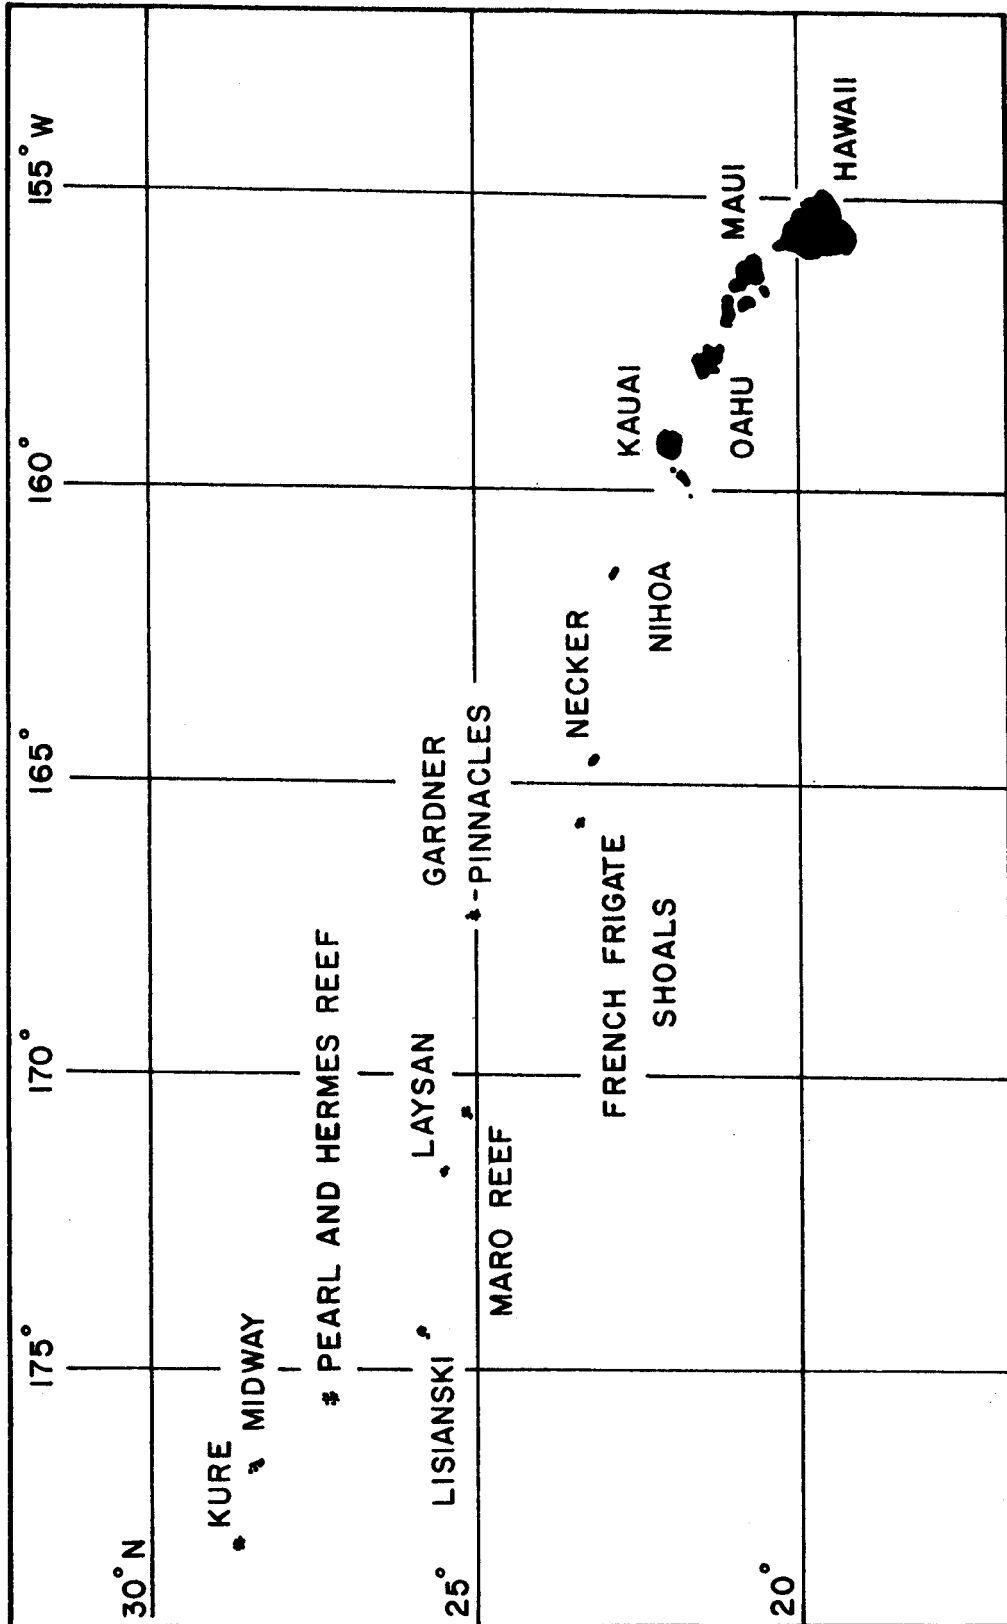 175°
170°
165°
160°
155° W
30° N
KURE
MIDWAY
PEARL AND HERMES REEF
25°
LISIANSKI
LAYSAN
MARO REEF
GARDNER
PINNACLES
FRENCH FRIGATE
SHOALS
NECKER
NIHOA
KAUAI
OAHU
MAUI
HAWAII
20°